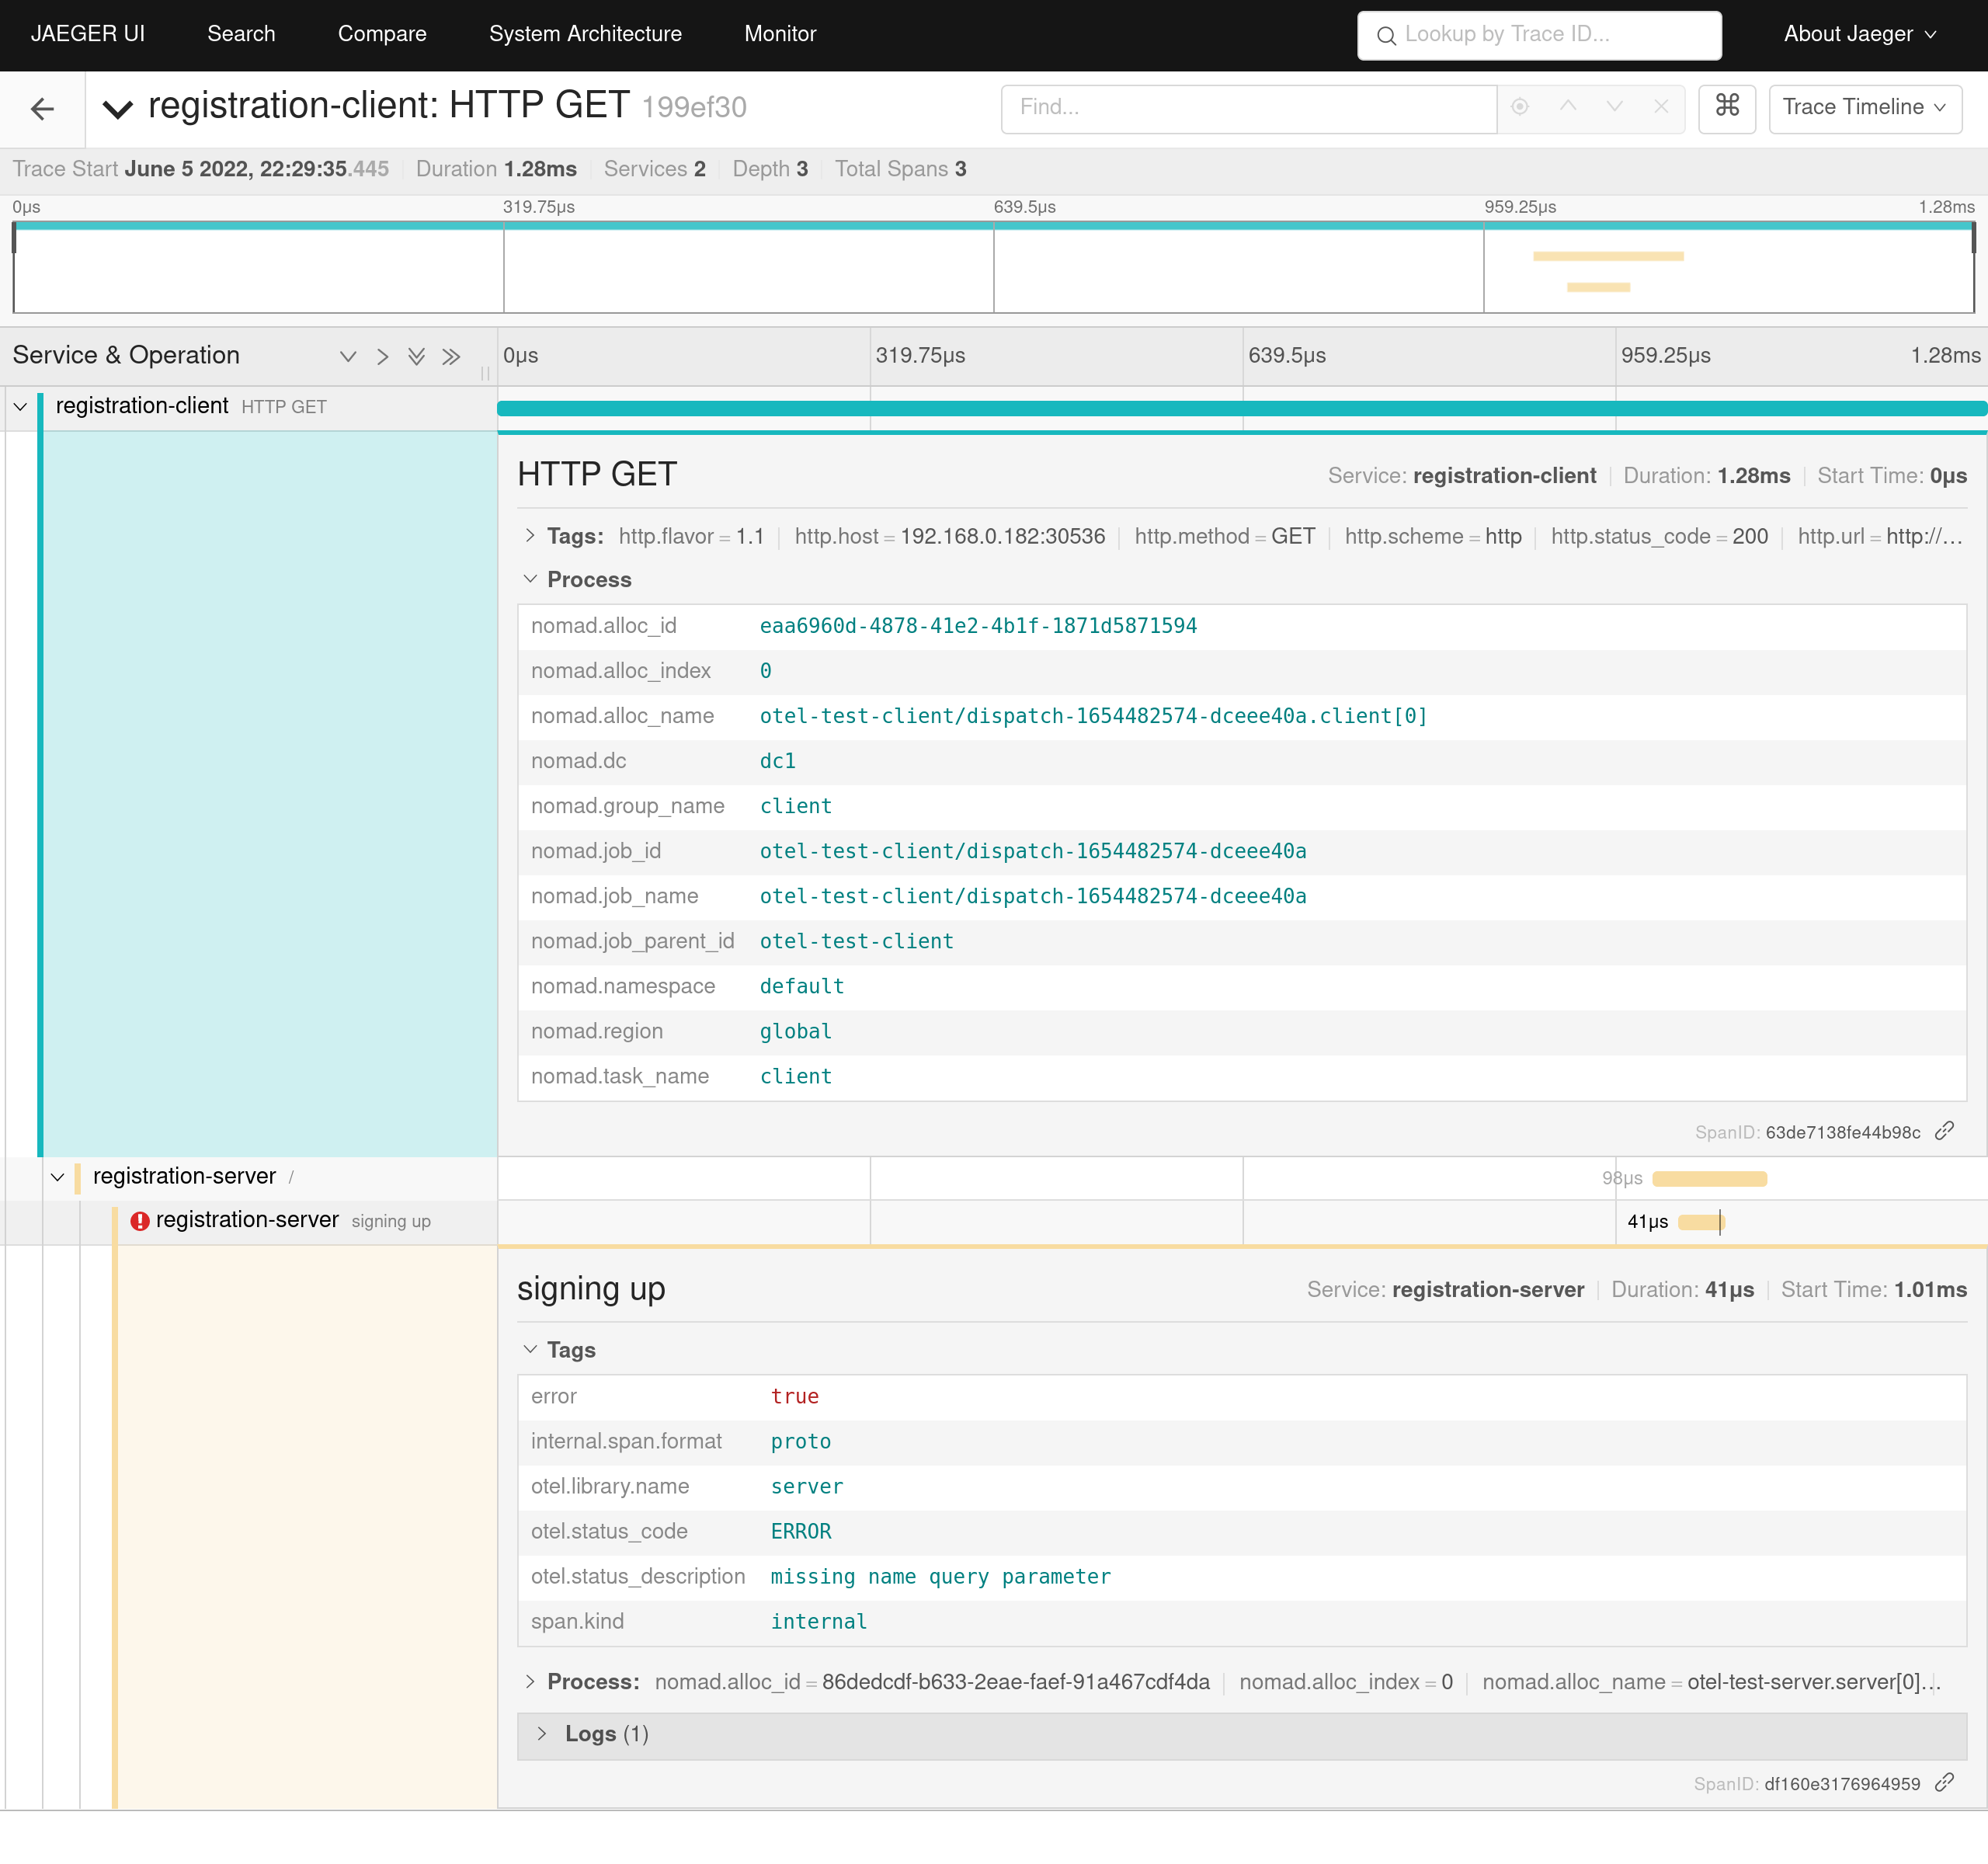 JAEGER UI Search Compare System Architecture Monitor Lookup by Trace ID... About Jaeger
registration-client: HTTP GET 199ef30 Find... ⌘ Trace Timeline
Trace Start June 5 2022, 22:29:35.445 Duration 1.28ms Services 2 Depth 3 Total Spans 3
0μs 319.75μs 639.5μs 959.25μs 1.28ms
Service & Operation 0μs 319.75μs 639.5μs 959.25μs 1.28ms
registration-client HTTP GET
HTTP GET Service: registration-client Duration: 1.28ms Start Time: 0μs
Tags: http.flavor = 1.1 http.host = 192.168.0.182:30536 http.method = GET http.scheme = http http.status_code = 200 http.url = http://...
Process
nomad.alloc_id eaa6960d-4878-41e2-4b1f-1871d5871594
nomad.alloc_index 0
nomad.alloc_name otel-test-client/dispatch-1654482574-dceee40a.client[0]
nomad.dc dc1
nomad.group_name client
nomad.job_id otel-test-client/dispatch-1654482574-dceee40a
nomad.job_name otel-test-client/dispatch-1654482574-dceee40a
nomad.job_parent_id otel-test-client
nomad.namespace default
nomad.region global
nomad.task_name client
SpanID: 63de7138fe44b98c
registration-server / 98μs
registration-server signing up 41μs
signing up Service: registration-server Duration: 41μs Start Time: 1.01ms
Tags
error true
internal.span.format proto
otel.library.name server
otel.status_code ERROR
otel.status_description missing name query parameter
span.kind internal
Process: nomad.alloc_id = 86dedcdf-b633-2eae-faef-91a467cdf4da nomad.alloc_index = 0 nomad.alloc_name = otel-test-server.server[0]...
Logs (1)
SpanID: df160e3176964959